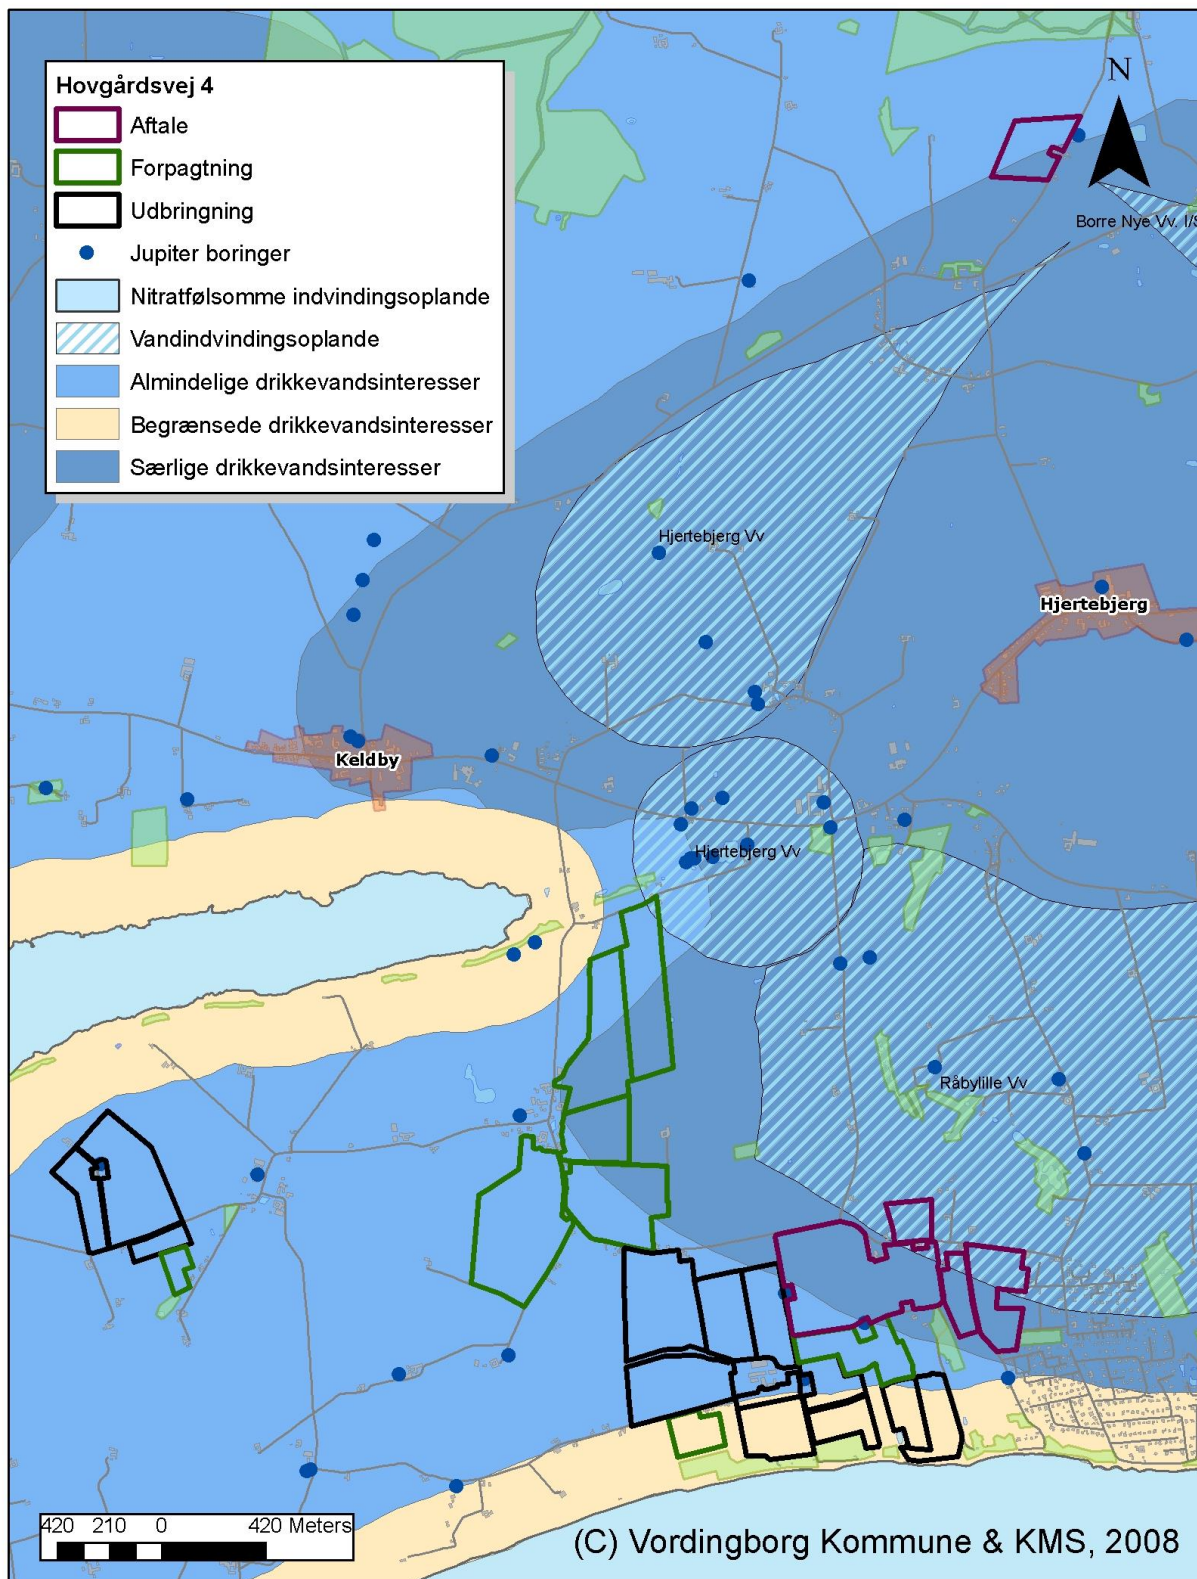 Hovgårdsvej 4
Aftale
Forpagtning
Udbringning
Jupiter boringer
Nitratfølsomme indvindingsoplande
Vandindvindingsoplande
Almindelige drikkevandsinteresser
Begrænsede drikkevandsinteresser
Særlige drikkevandsinteresser
N
Borre Nye Vv. I/S
Hjertebjerg Vv
Hjertebjerg
Keldby
Hjertebjerg Vv
Råbylille Vv
420 210 0 420 Meters
(C) Vordingborg Kommune & KMS, 2008